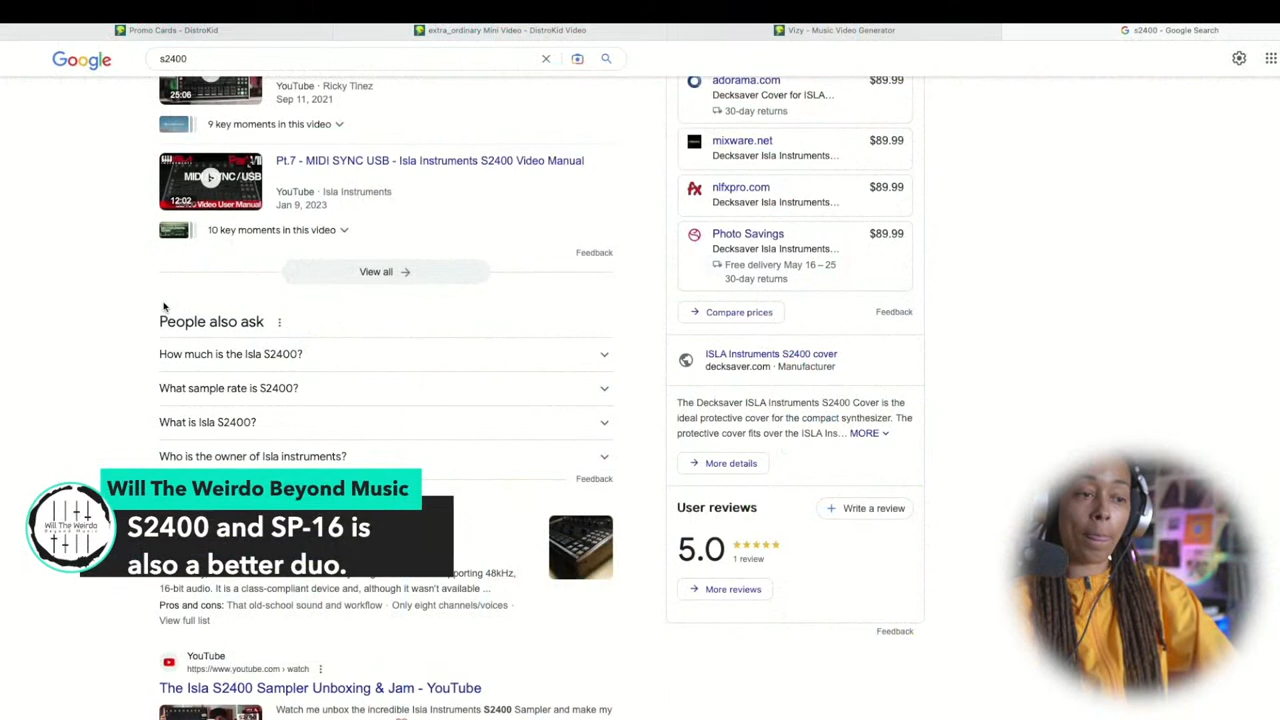 Promo Cards - DistroKid
extra_ordinary Mini Video - DistroKid Video
Vizy - Music Video Generator
s2400 - Google Search
Google
s2400
25:06
YouTube · Ricky Tinez
Sep 11, 2021
9 key moments in this video
Pt.7 - MIDI SYNC USB - Isla Instruments S2400 Video Manual
12:02
YouTube · Isla Instruments
Jan 9, 2023
10 key moments in this video
Feedback
View all
People also ask
How much is the Isla S2400?
What sample rate is S2400?
What is Isla S2400?
Who is the owner of Isla instruments?
Feedback
Will The Weirdo Beyond Music
S2400 and SP-16 is
also a better duo.
Will The Weirdo
upporting 48kHz,
16-bit audio. It is a class-compliant device and, although it wasn't available ...
Pros and cons: That old-school sound and workflow · Only eight channels/voices ·
View full list
YouTube
https://www.youtube.com › watch
The Isla S2400 Sampler Unboxing & Jam - YouTube
Watch me unbox the incredible Isla Instruments S2400 Sampler and make my
adorama.com $89.99
Decksaver Cover for ISLA...
30-day returns
mixware.net $89.99
Decksaver Isla Instruments...
nlfxpro.com $89.99
Decksaver Isla Instruments...
Photo Savings $89.99
Decksaver Isla Instruments...
Free delivery May 16 – 25
30-day returns
Compare prices
Feedback
ISLA Instruments S2400 cover
decksaver.com · Manufacturer
The Decksaver ISLA Instruments S2400 Cover is the
ideal protective cover for the compact synthesizer. The
protective cover fits over the ISLA Ins... MORE
More details
User reviews
Write a review
5.0
1 review
More reviews
Feedback